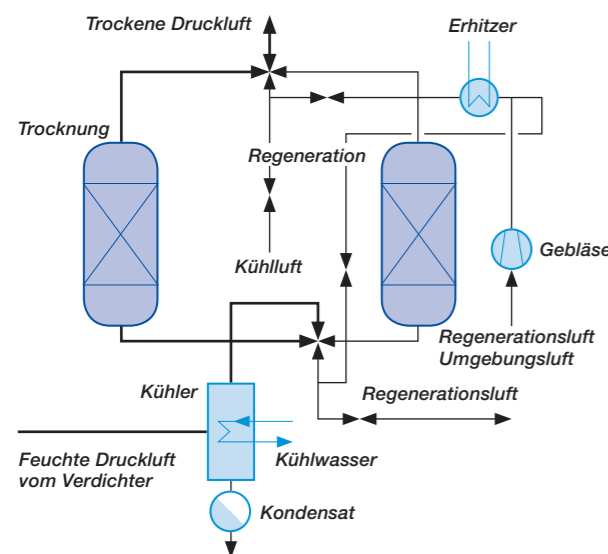 Trockene Druckluft
Erhitzer
Trocknung
Regeneration
Kühlluft
Gebläse
Regenerationsluft
Umgebungsluft
Kühler
Regenerationsluft
Feuchte Druckluft
vom Verdichter
Kühlwasser
Kondensat